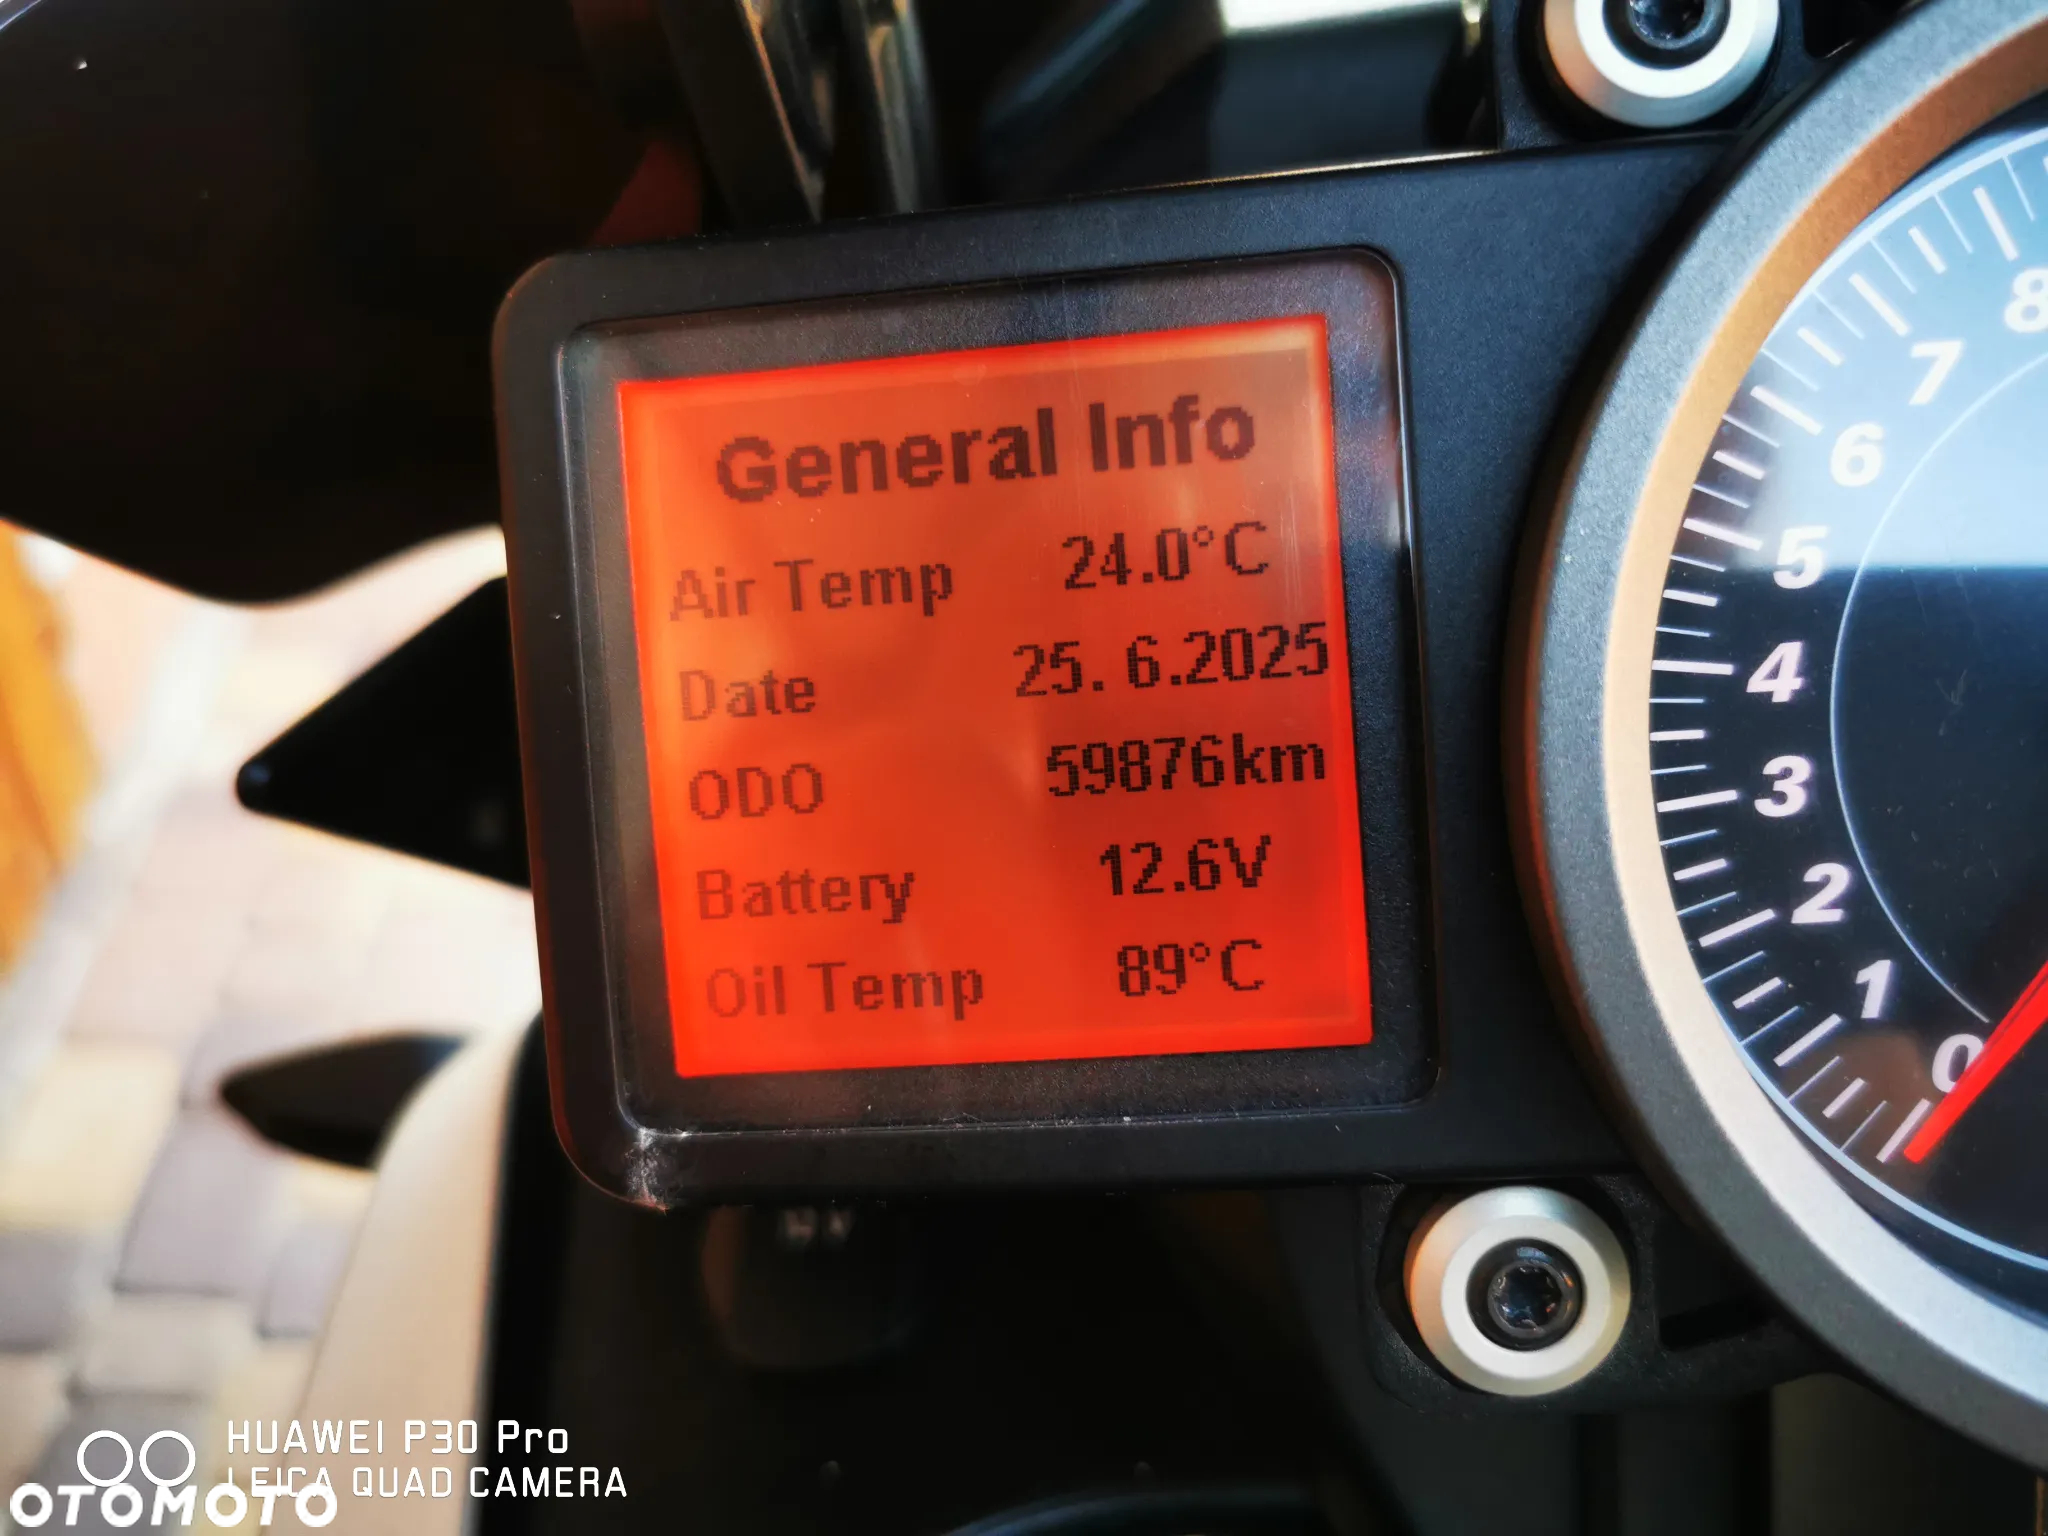 General Info
Air Temp 24.0°C
Date 25. 6.2025
ODO 59876km
Battery 12.6V
Oil Temp 89°C
8
7
6
5
4
3
2
1
0
HUAWEI P30 Pro
LEICA QUAD CAMERA
OTOMOTO